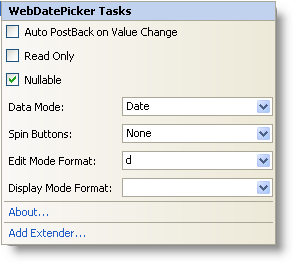 WebDatePicker Tasks
Auto PostBack on Value Change
Read Only
Nullable
Data Mode: Date
Spin Buttons: None
Edit Mode Format: d
Display Mode Format:
About...
Add Extender...